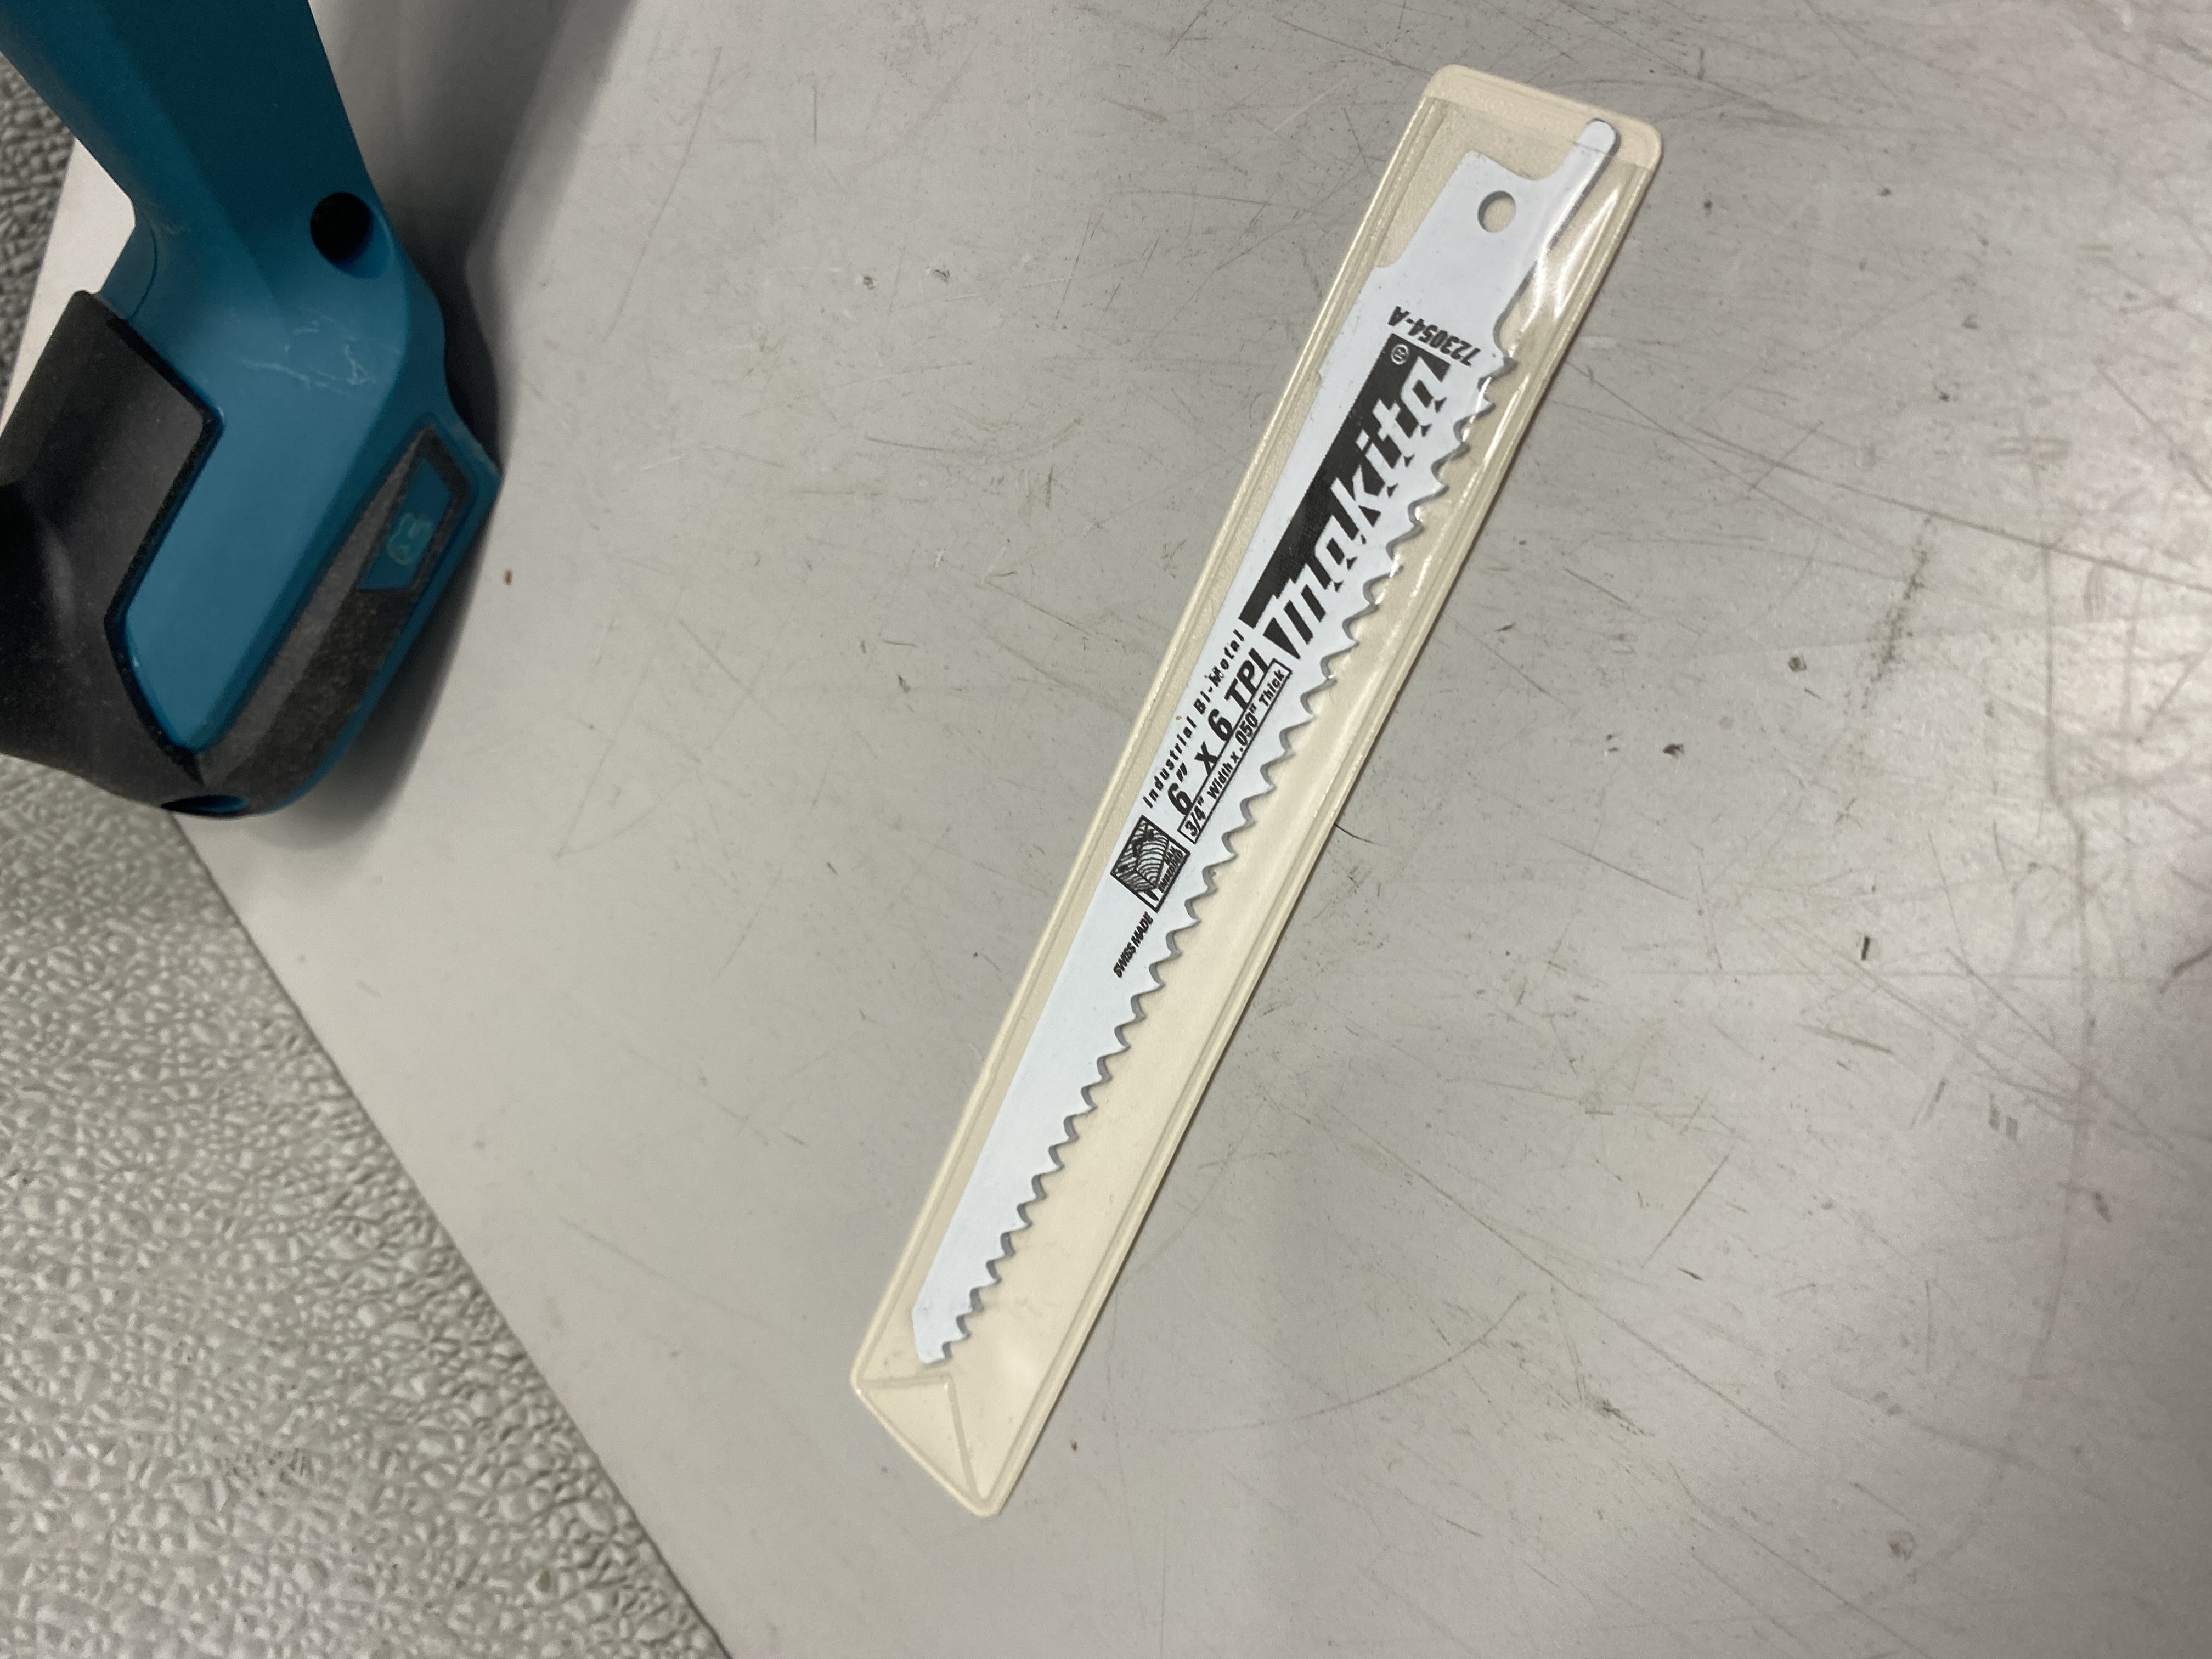 723054-A
makita®
Industrial Bi-Metal
6" x 6 TPI
3/4" Width x .050" Thick
SWISS MADE